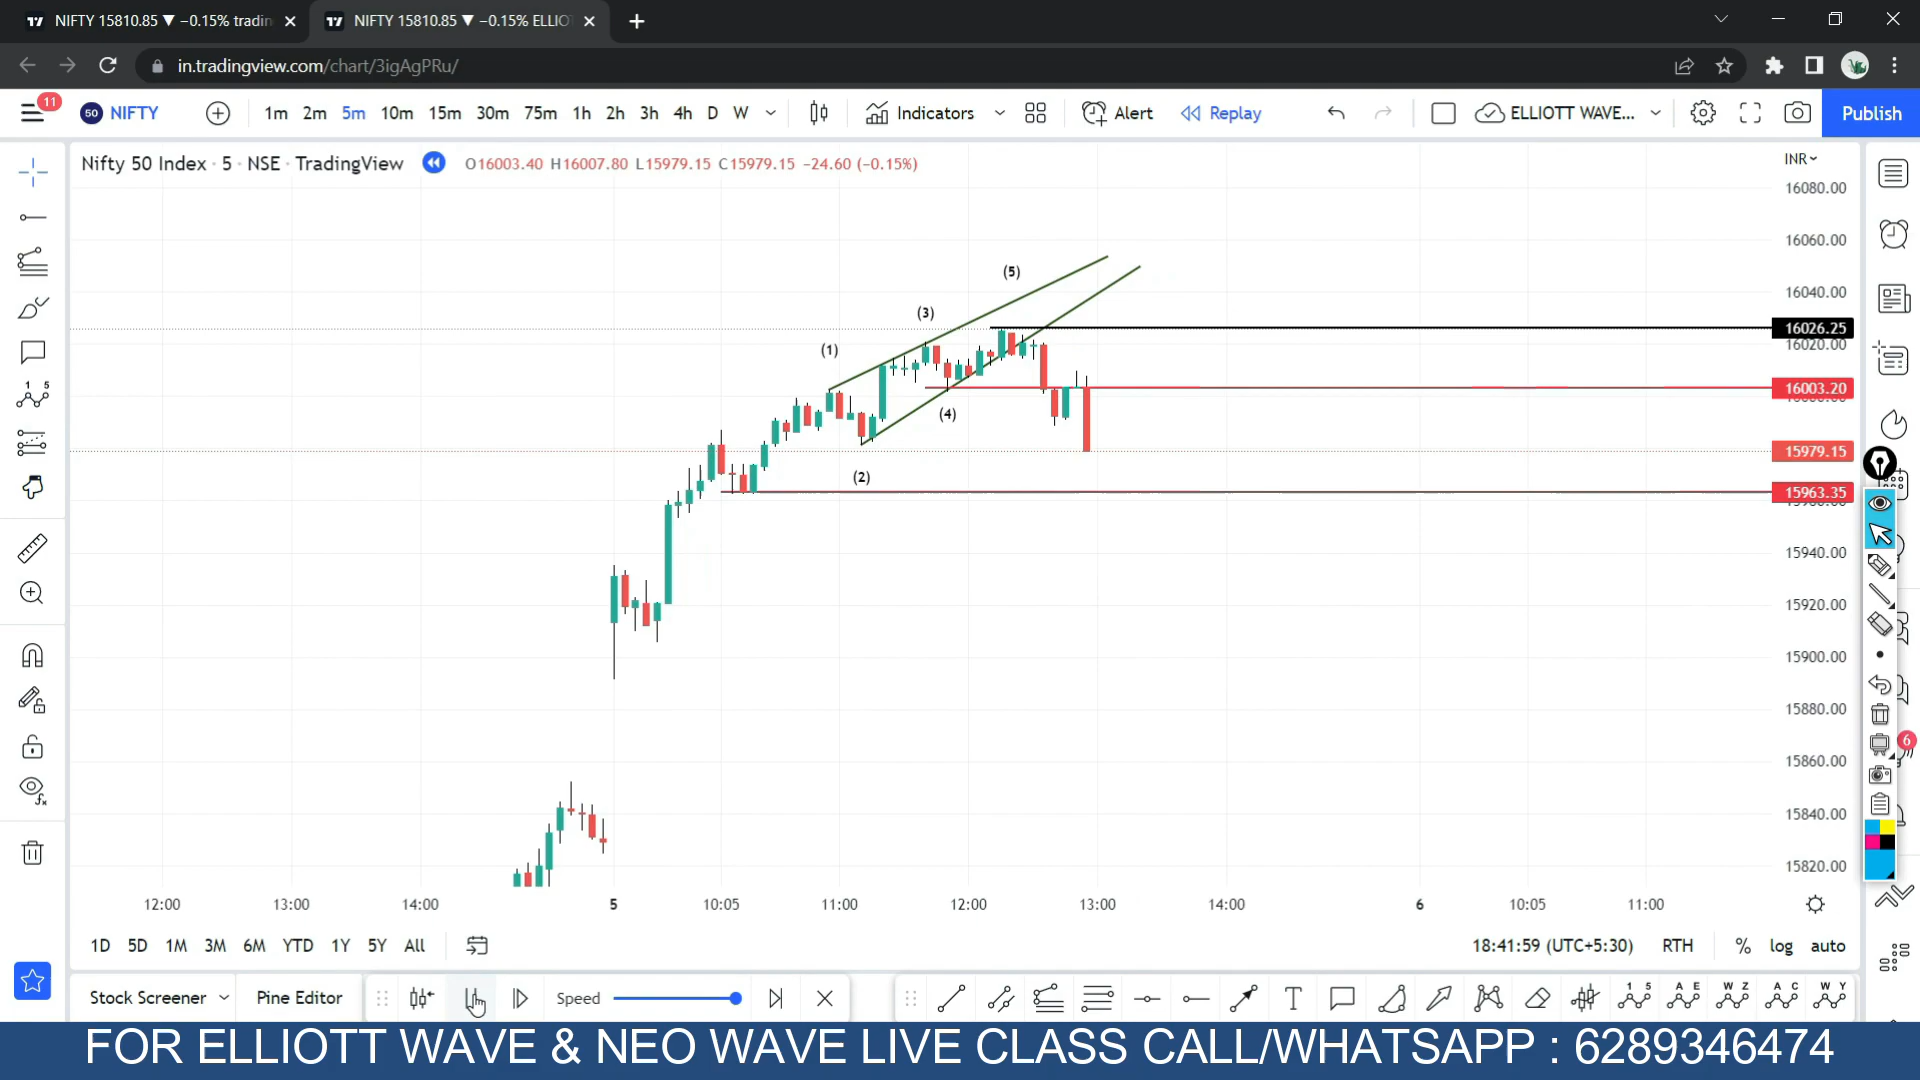 NIFTY 15810.85 ▼ −0.15% tradin
NIFTY 15810.85 ▼ −0.15% ELLIO
in.tradingview.com/chart/3igAgPRu/
11
50 NIFTY 1m 2m 5m 10m 15m 30m 75m 1h 2h 3h 4h D W Indicators Alert Replay ELLIOTT WAVE... Publish
Nifty 50 Index · 5 · NSE · TradingView O16003.40 H16007.80 L15979.15 C15979.15 −24.60 (−0.15%)
INR
16080.00
16060.00
(5)
16040.00
(3)
16026.25
16020.00
(1)
16003.20
(4)
15979.15
(2)
15963.35
15940.00
15920.00
15900.00
15880.00
6
15860.00
15840.00
15820.00
12:00 13:00 14:00 5 10:05 11:00 12:00 13:00 14:00 6 10:05 11:00
1D 5D 1M 3M 6M YTD 1Y 5Y All 18:41:59 (UTC+5:30) RTH % log auto
Stock Screener Pine Editor Speed
FOR ELLIOTT WAVE & NEO WAVE LIVE CLASS CALL/WHATSAPP : 6289346474